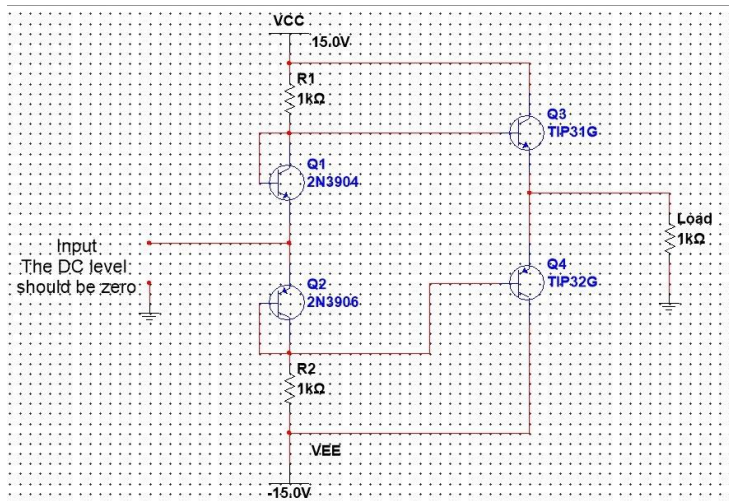 VCC
15.0V
R1
1kΩ
Q3
TIP31G
Q1
2N3904
Input
The DC level
should be zero
Load
1kΩ
Q4
TIP32G
Q2
2N3906
R2
1kΩ
VEE
-15.0V